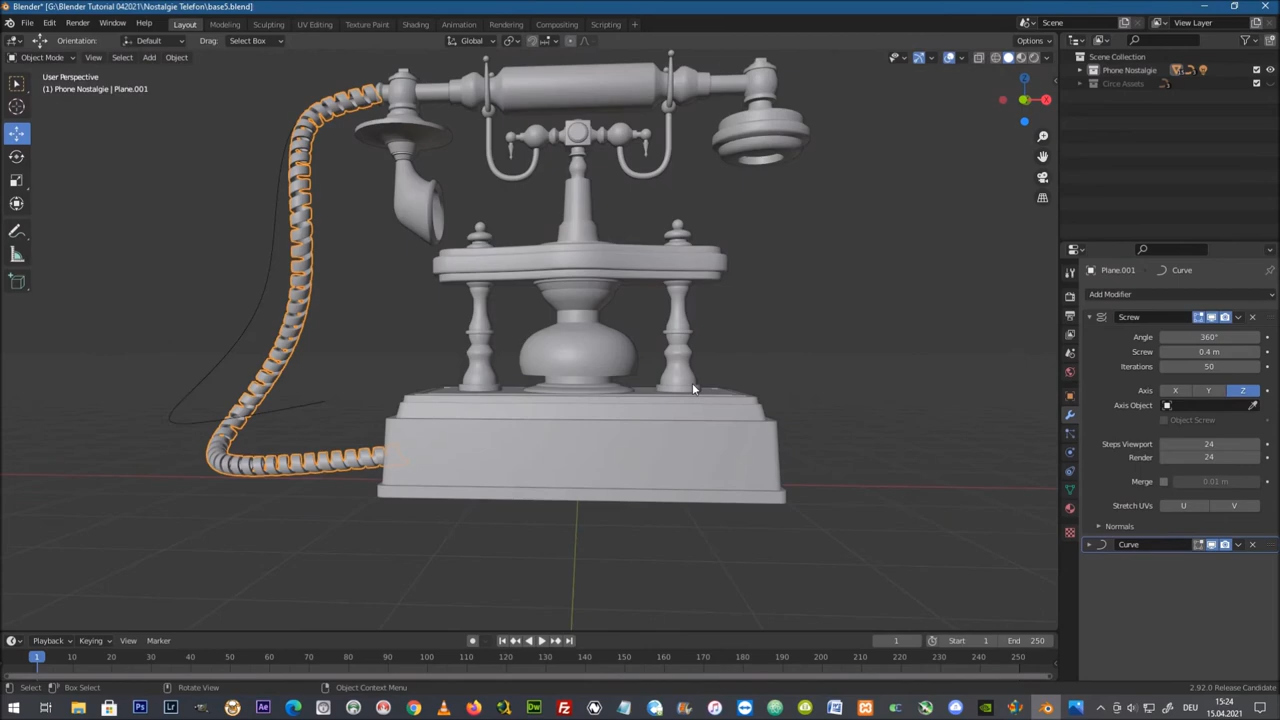 Blender* [G:\Blender Tutorial 042021\Nostalgie Telefon\base5.blend]
File Edit Render Window Help Layout Modeling Sculpting UV Editing Texture Paint Shading Animation Rendering Compositing Scripting + Scene View Layer
Orientation: Default Drag: Select Box Global Options
Object Mode View Select Add Object
User Perspective
(1) Phone Nostalgie | Plane.001
Scene Collection
Phone Nostalgie
Circe Assets
Z
X
Plane.001 Curve
Add Modifier
Screw
Angle 360°
Screw 0.4 m
Iterations 50
Axis X Y Z
Axis Object
Object Screw
Steps Viewport 24
Render 24
Merge 0.01 m
Stretch UVs U V
Normals
Curve
Playback Keying View Marker 1 Start 1 End 250
1 10 20 30 40 50 60 70 80 90 100 110 120 130 140 150 160 170 180 190 200 210 220 230 240 250
Select Box Select Rotate View Object Context Menu 2.92.0 Release Candidate
Ps Lr Ae Dw Fz DEU 15:24
15.04.2021